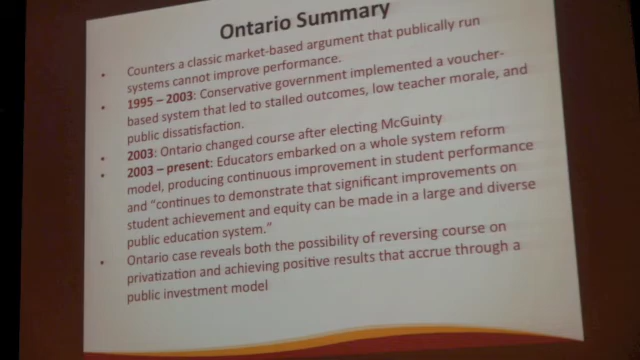 Ontario Summary
• Counters a classic market-based argument that publically run
systems cannot improve performance.
• 1995 – 2003: Conservative government implemented a voucher-
based system that led to stalled outcomes, low teacher morale, and
public dissatisfaction.
• 2003: Ontario changed course after electing McGuinty
• 2003 – present: Educators embarked on a whole system reform
model, producing continuous improvement in student performance
and “continues to demonstrate that significant improvements on
student achievement and equity can be made in a large and diverse
public education system.”
• Ontario case reveals both the possibility of reversing course on
privatization and achieving positive results that accrue through a
public investment model